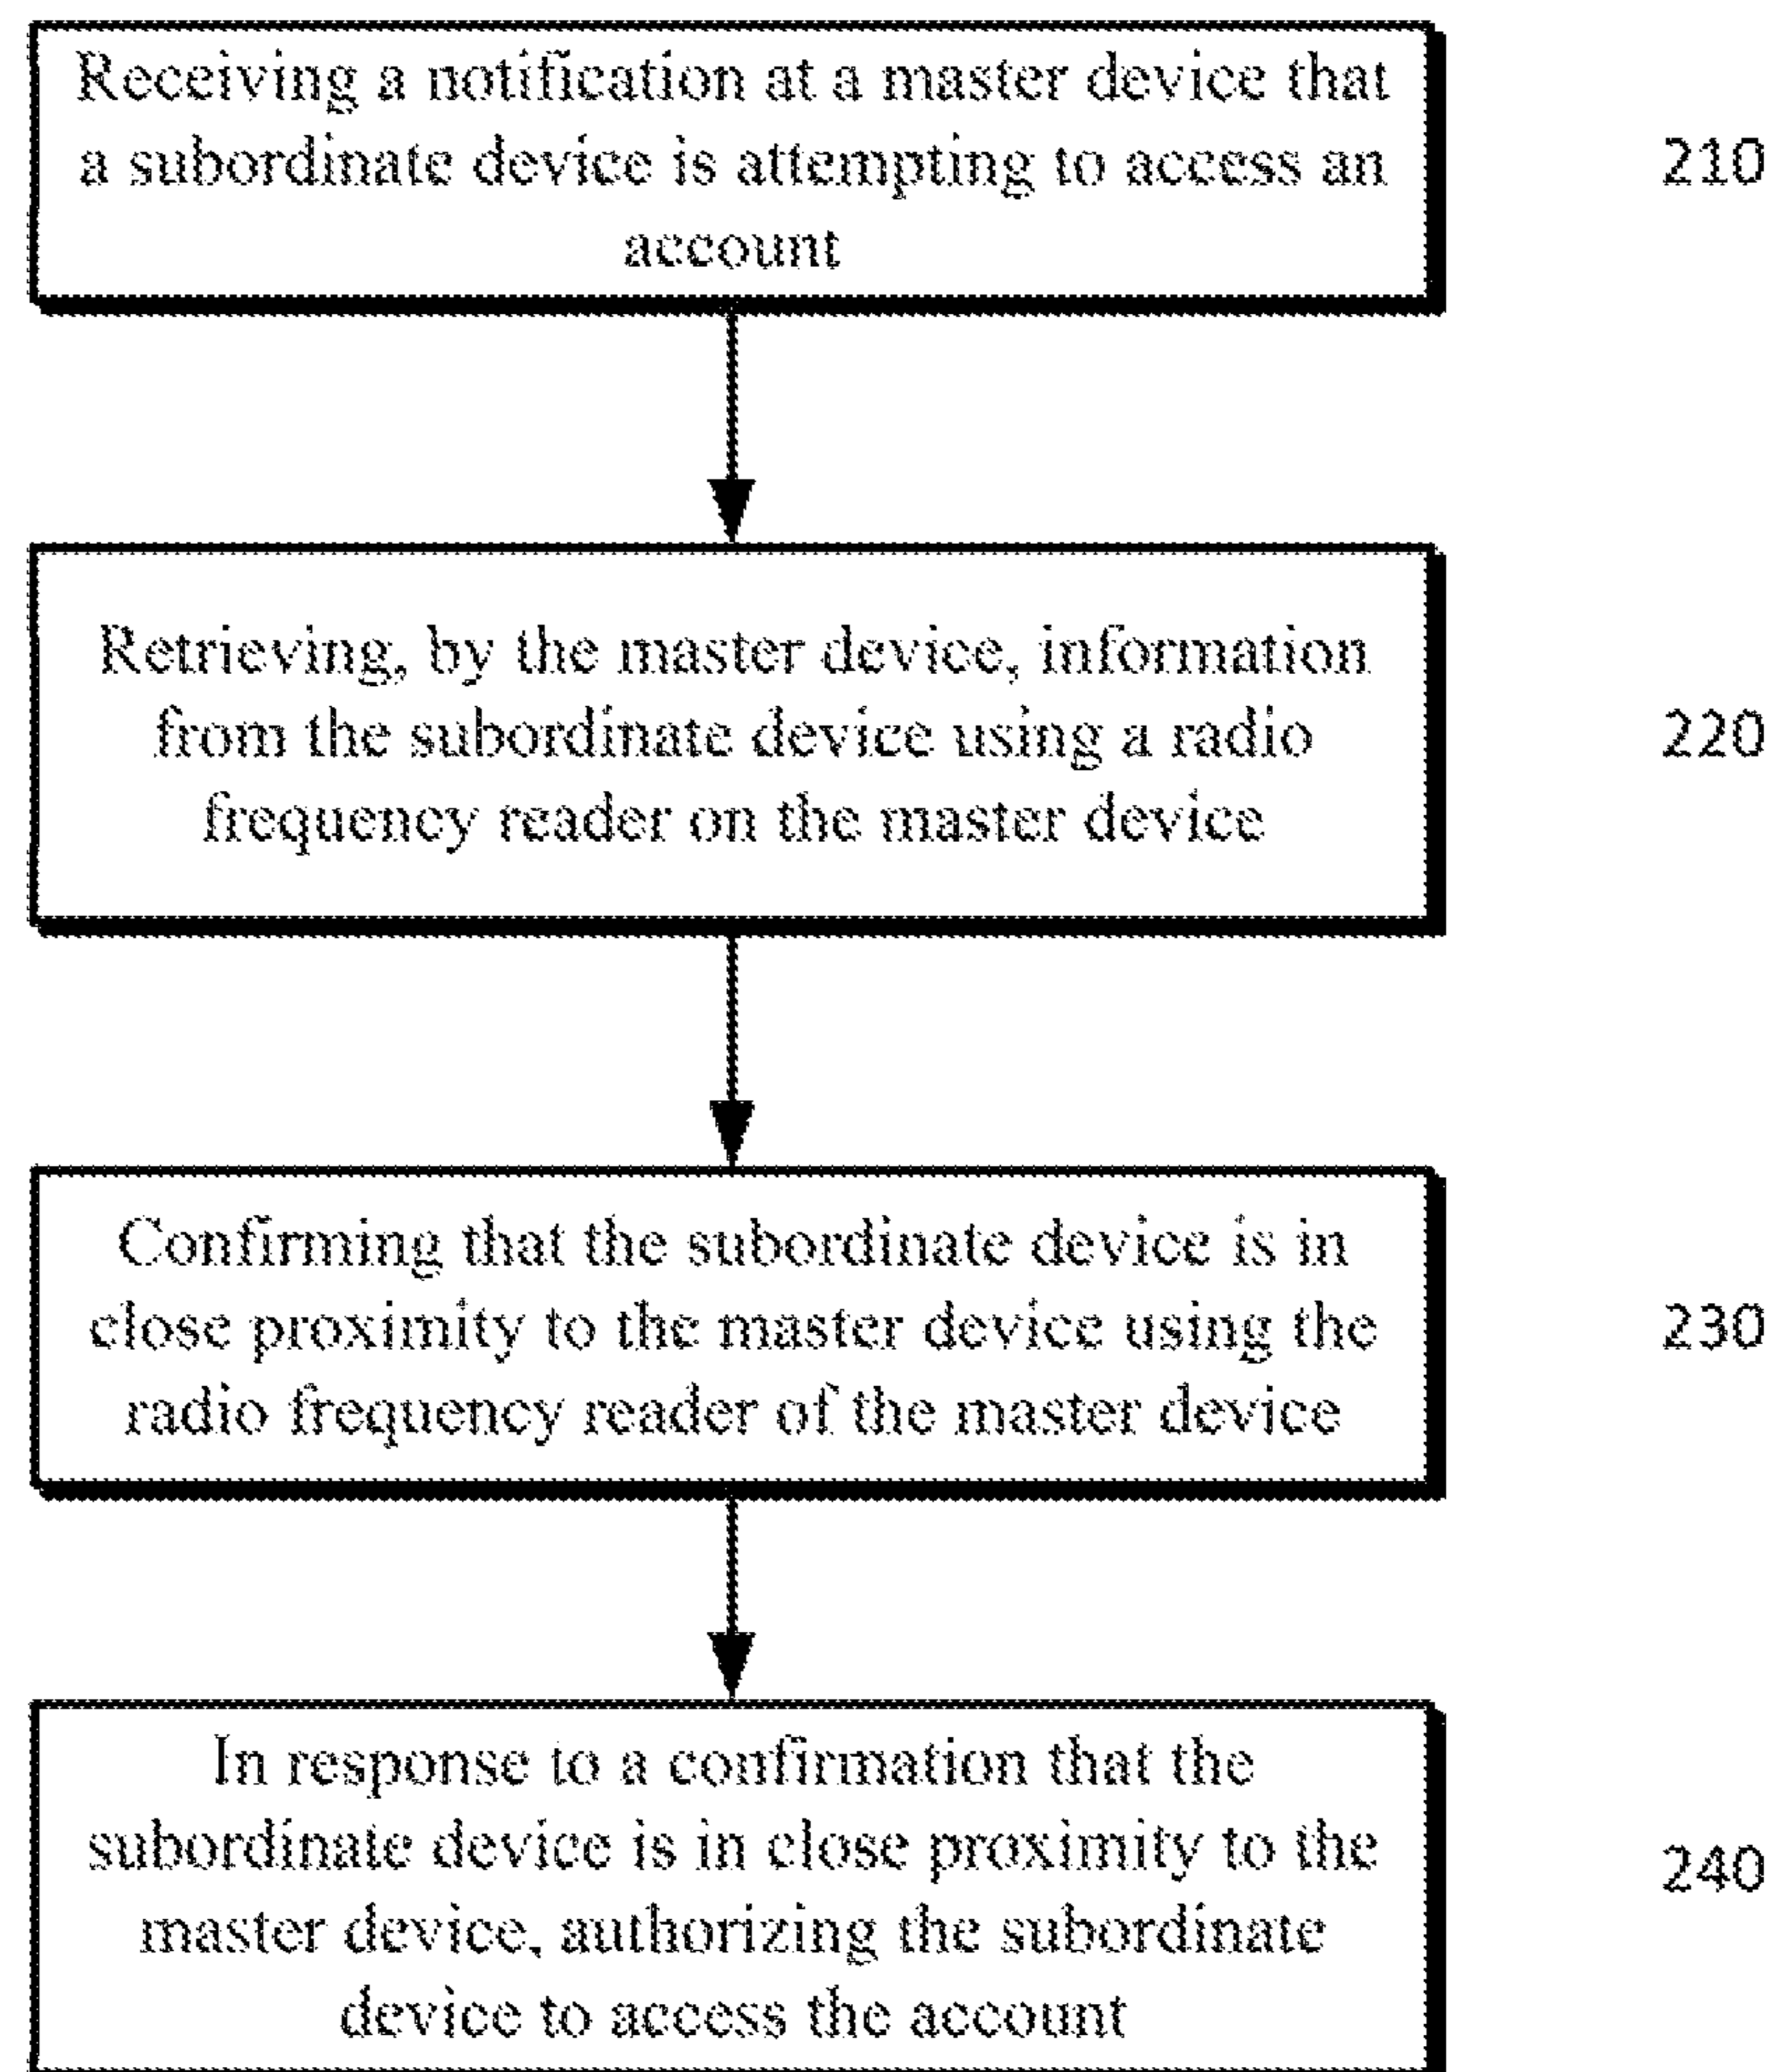 Receiving a notification at a master device that
a subordinate device is attempting to access an
account
210
Retrieving, by the master device, information
from the subordinate device using a radio
frequency reader on the master device
220
Confirming that the subordinate device is in
close proximity to the master device using the
radio frequency reader of the master device
230
In response to a confirmation that the
subordinate device is in close proximity to the
master device, authorizing the subordinate
device to access the account
240